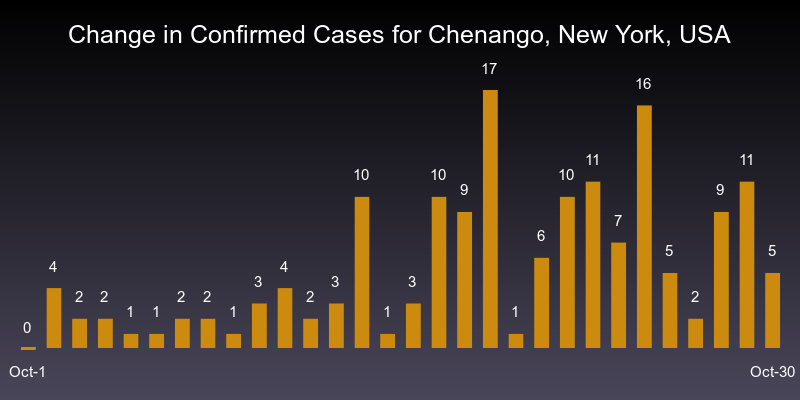 Change in Confirmed Cases for Chenango, New York, USA
0 4 2 2 1 1 2 2 1 3 4 2 3 10 1 3 10 9 17 1 6 10 11 7 16 5 2 9 11 5
Oct-1 Oct-30